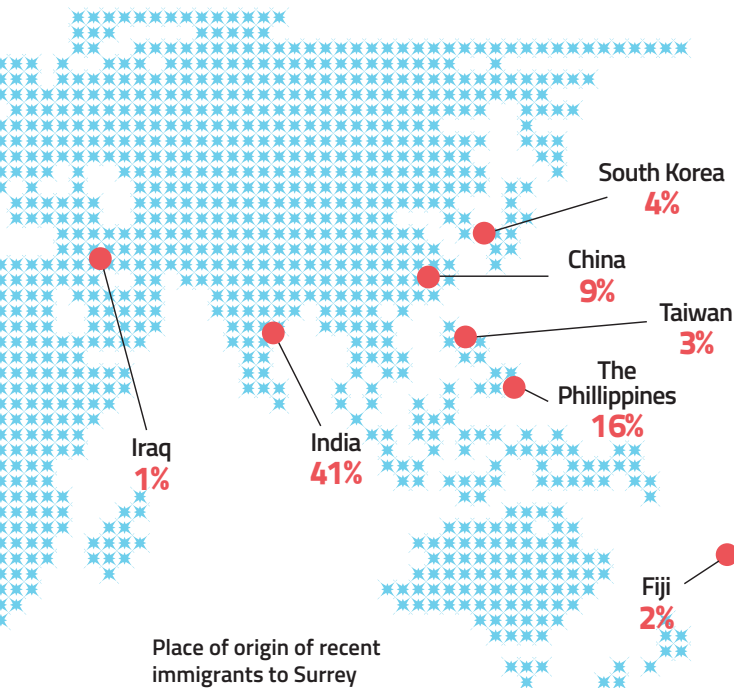 South Korea
4%
China
9%
Taiwan
3%
The
Phillippines
16%
Iraq
1%
India
41%
Fiji
2%
Place of origin of recent
immigrants to Surrey